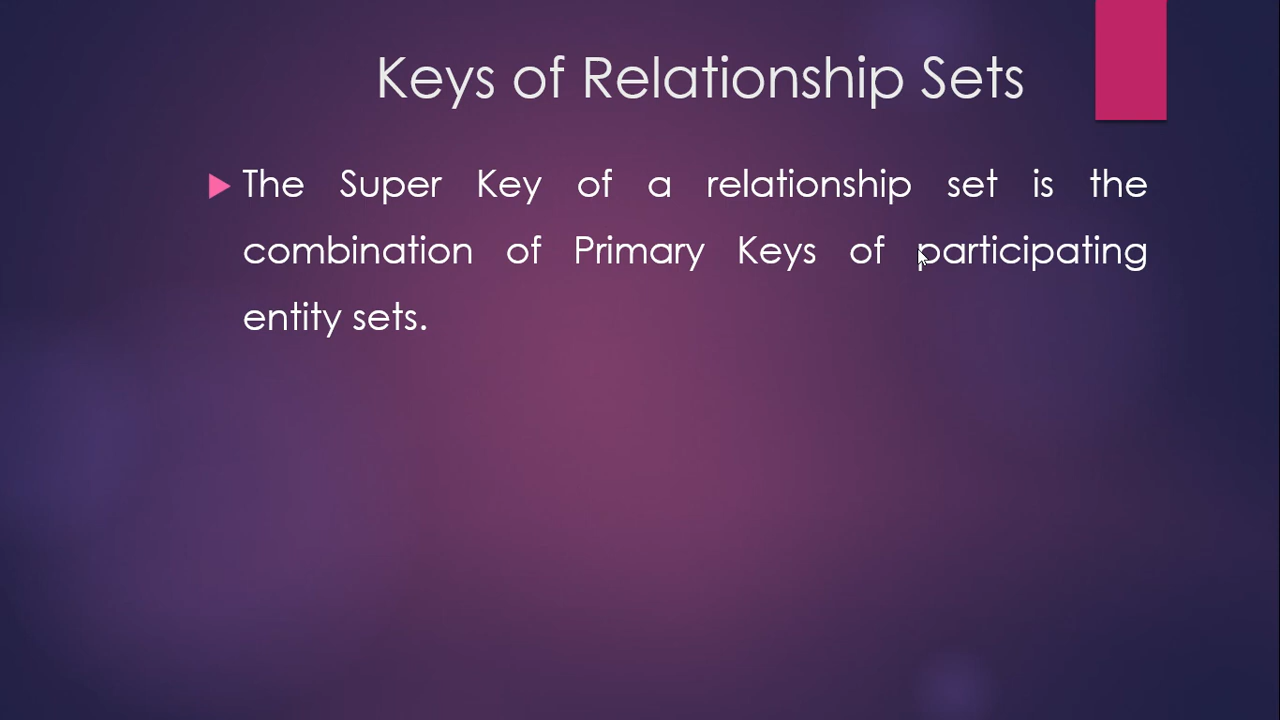 Keys of Relationship Sets
The Super Key of a relationship set is the
combination of Primary Keys of participating
entity sets.